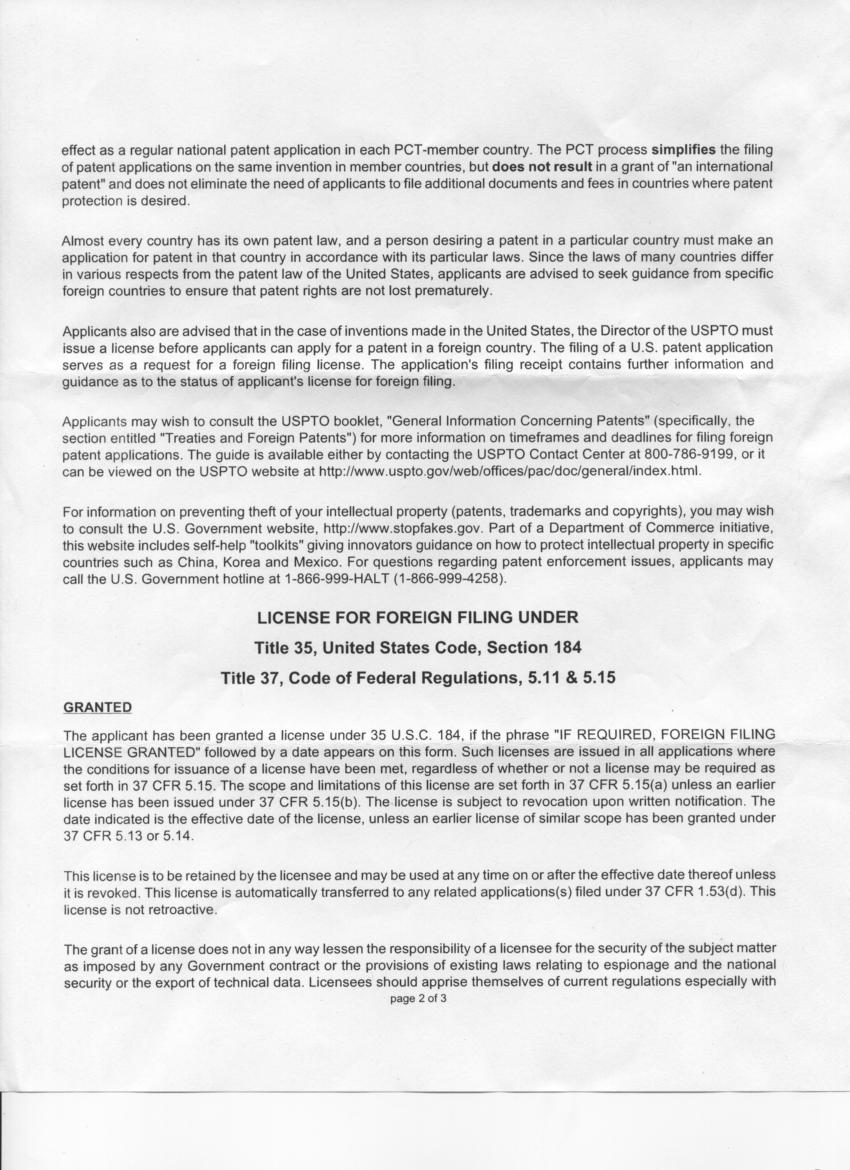 effect as a regular national patent application in each PCT-member country. The PCT process simplifies the filing
of patent applications on the same invention in member countries, but does not result in a grant of "an international
patent" and does not eliminate the need of applicants to file additional documents and fees in countries where patent
protection is desired.
Almost every country has its own patent law, and a person desiring a patent in a particular country must make an
application for patent in that country in accordance with its particular laws. Since the laws of many countries differ
in various respects from the patent law of the United States, applicants are advised to seek guidance from specific
foreign countries to ensure that patent rights are not lost prematurely.
Applicants also are advised that in the case of inventions made in the United States, the Director of the USPTO must
issue a license before applicants can apply for a patent in a foreign country. The filing of a U.S. patent application
serves as a request for a foreign filing license. The application's filing receipt contains further information and
guidance as to the status of applicant's license for foreign filing.
Applicants may wish to consult the USPTO booklet, "General Information Concerning Patents" (specifically, the
section entitled "Treaties and Foreign Patents") for more information on timeframes and deadlines for filing foreign
patent applications. The guide is available either by contacting the USPTO Contact Center at 800-786-9199, or it
can be viewed on the USPTO website at http://www.uspto.gov/web/offices/pac/doc/general/index.html.
For information on preventing theft of your intellectual property (patents, trademarks and copyrights), you may wish
to consult the U.S. Government website, http://www.stopfakes.gov. Part of a Department of Commerce initiative,
this website includes self-help "toolkits" giving innovators guidance on how to protect intellectual property in specific
countries such as China, Korea and Mexico. For questions regarding patent enforcement issues, applicants may
call the U.S. Government hotline at 1-866-999-HALT (1-866-999-4258).
LICENSE FOR FOREIGN FILING UNDER
Title 35, United States Code, Section 184
Title 37, Code of Federal Regulations, 5.11 & 5.15
GRANTED
The applicant has been granted a license under 35 U.S.C. 184, if the phrase "IF REQUIRED, FOREIGN FILING
LICENSE GRANTED" followed by a date appears on this form. Such licenses are issued in all applications where
the conditions for issuance of a license have been met, regardless of whether or not a license may be required as
set forth in 37 CFR 5.15. The scope and limitations of this license are set forth in 37 CFR 5.15(a) unless an earlier
license has been issued under 37 CFR 5.15(b). The license is subject to revocation upon written notification. The
date indicated is the effective date of the license, unless an earlier license of similar scope has been granted under
37 CFR 5.13 or 5.14.
This license is to be retained by the licensee and may be used at any time on or after the effective date thereof unless
it is revoked. This license is automatically transferred to any related applications(s) filed under 37 CFR 1.53(d). This
license is not retroactive.
The grant of a license does not in any way lessen the responsibility of a licensee for the security of the subject matter
as imposed by any Government contract or the provisions of existing laws relating to espionage and the national
security or the export of technical data. Licensees should apprise themselves of current regulations especially with
page 2 of 3